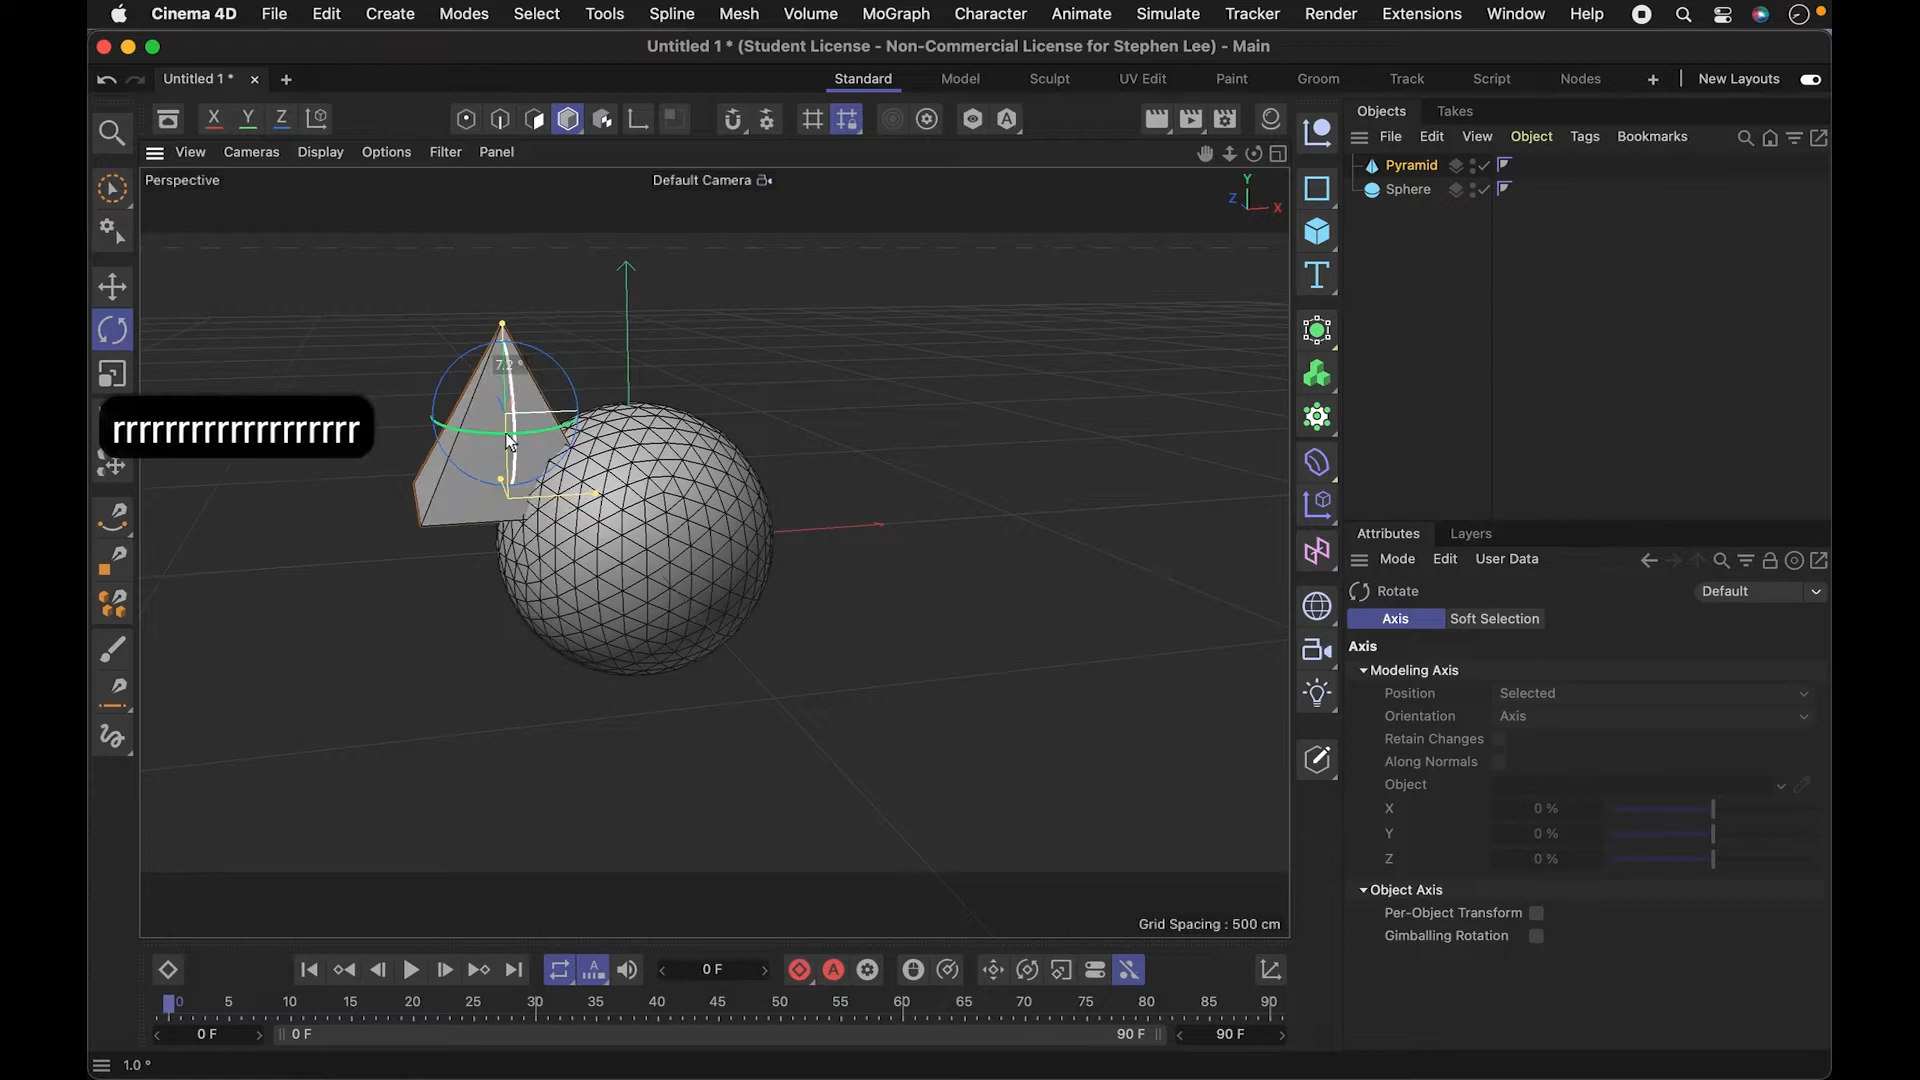 Cinema 4D File Edit Create Modes Select Tools Spline Mesh Volume MoGraph Character Animate Simulate Tracker Render Extensions Window Help
Untitled 1 * (Student License - Non-Commercial License for Stephen Lee) - Main
Untitled 1 * Standard Model Sculpt UV Edit Paint Groom Track Script Nodes New Layouts
X Y Z
Objects Takes
File Edit View Object Tags Bookmarks
View Cameras Display Options Filter Panel
Pyramid
Sphere
Perspective Default Camera
Y
Z X
7.2 °
rrrrrrrrrrrrrrrrrrr
Attributes Layers
Mode Edit User Data
Rotate Default
Axis Soft Selection
Axis
Modeling Axis
Position Selected
Orientation Axis
Retain Changes
Along Normals
Object
X 0 %
Y 0 %
Z 0 %
Object Axis
Per-Object Transform
Gimballing Rotation
Grid Spacing : 500 cm
0 F
0 5 10 15 20 25 30 35 40 45 50 55 60 65 70 75 80 85 90
0 F 0 F 90 F 90 F
1.0 °